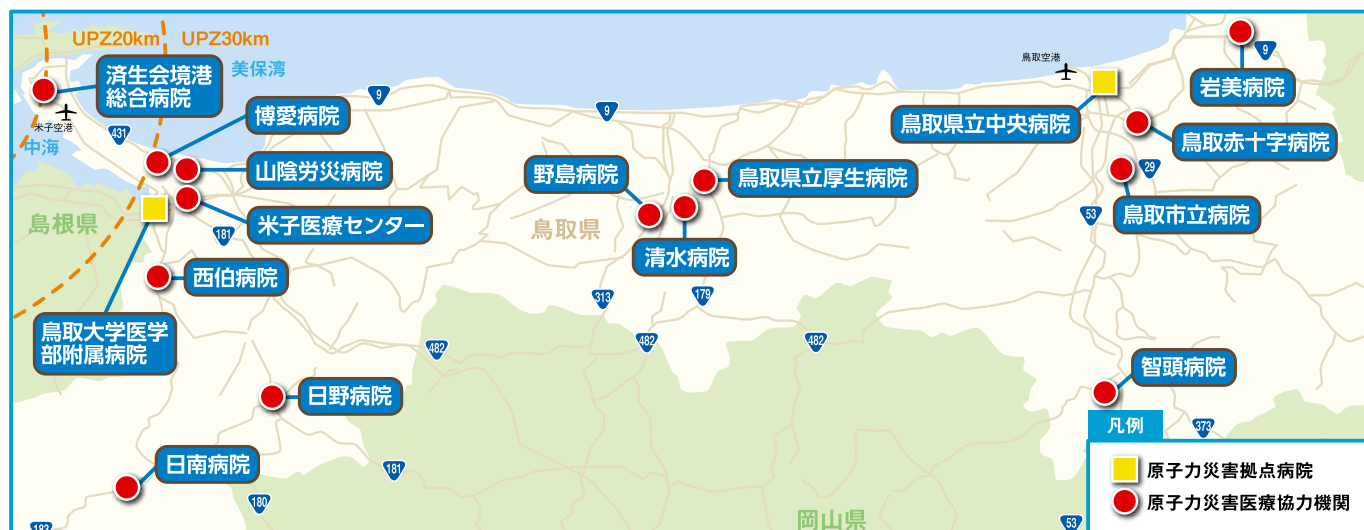 UPZ20km
UPZ30km
済生会境港
総合病院
美保湾
米子空港
中海
431
博愛病院
9
山陰労災病院
米子医療センター
島根県
181
西伯病院
鳥取大学医学
部附属病院
日野病院
日南病院
183
180
181
482
9
野島病院
鳥取県立厚生病院
清水病院
鳥取県
313
179
482
482
岡山県
鳥取空港
鳥取県立中央病院
9
岩美病院
鳥取赤十字病院
29
鳥取市立病院
53
智頭病院
373
53
凡例
原子力災害拠点病院
原子力災害医療協力機関